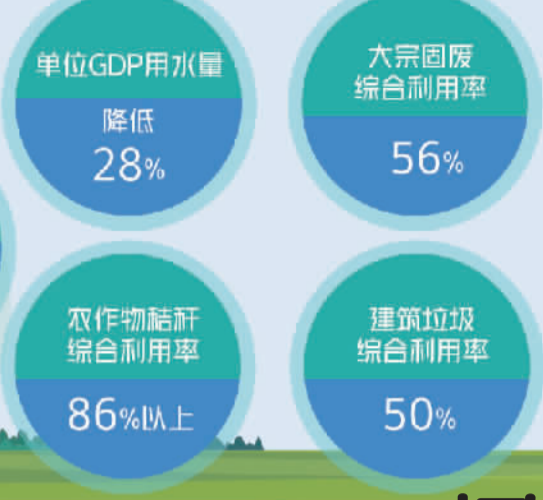 单位GDP用水量
降低
28%
大宗固废
综合利用率
56%
农作物秸秆
综合利用率
86%以上
建筑垃圾
综合利用率
50%